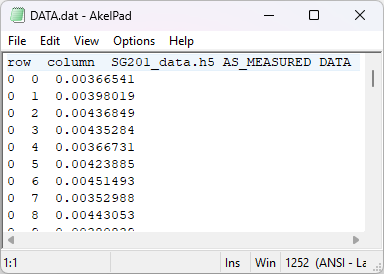 DATA.dat - AkelPad
File Edit View Options Help
row column SG201_data.h5 AS_MEASURED DATA
0 0 0.00366541
0 1 0.00398019
0 2 0.00436849
0 3 0.00435284
0 4 0.00366731
0 5 0.00423885
0 6 0.00451493
0 7 0.00352988
0 8 0.00443053
1:1 Ins Win 1252 (ANSI - La